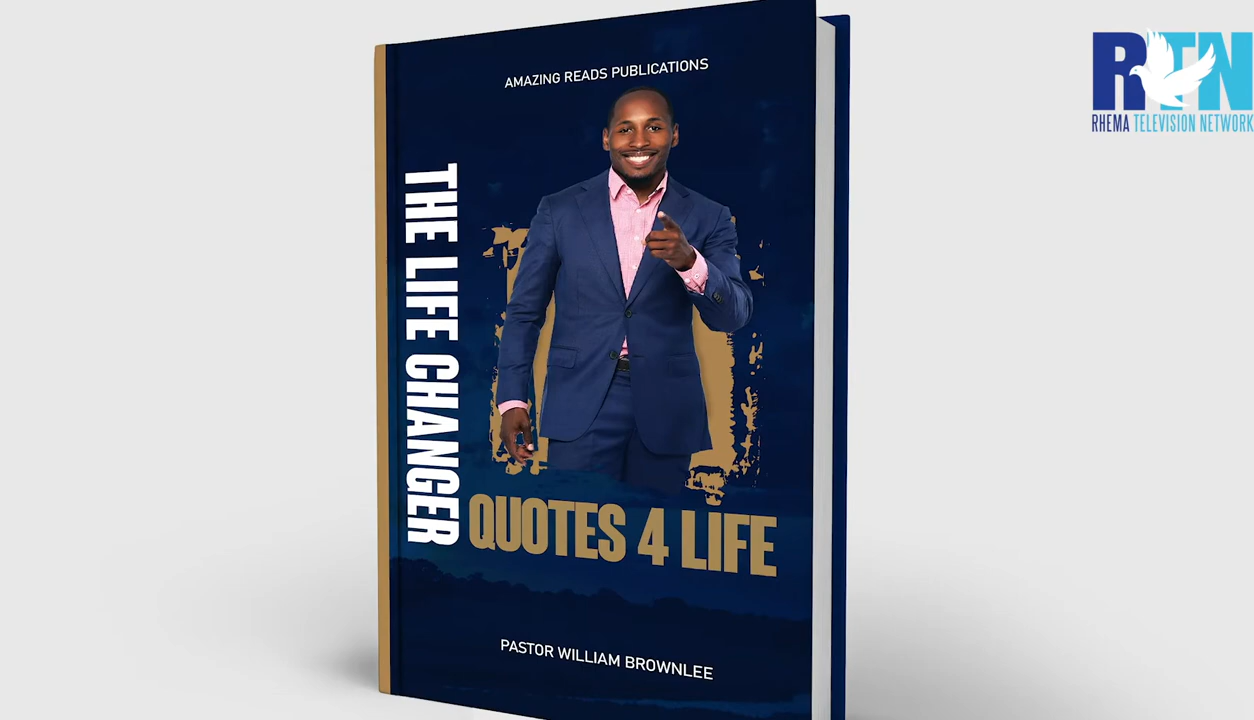 AMAZING READS PUBLICATIONS
THE LIFE CHANGER
QUOTES 4 LIFE
PASTOR WILLIAM BROWNLEE
RTN
RHEMA TELEVISION NETWORK